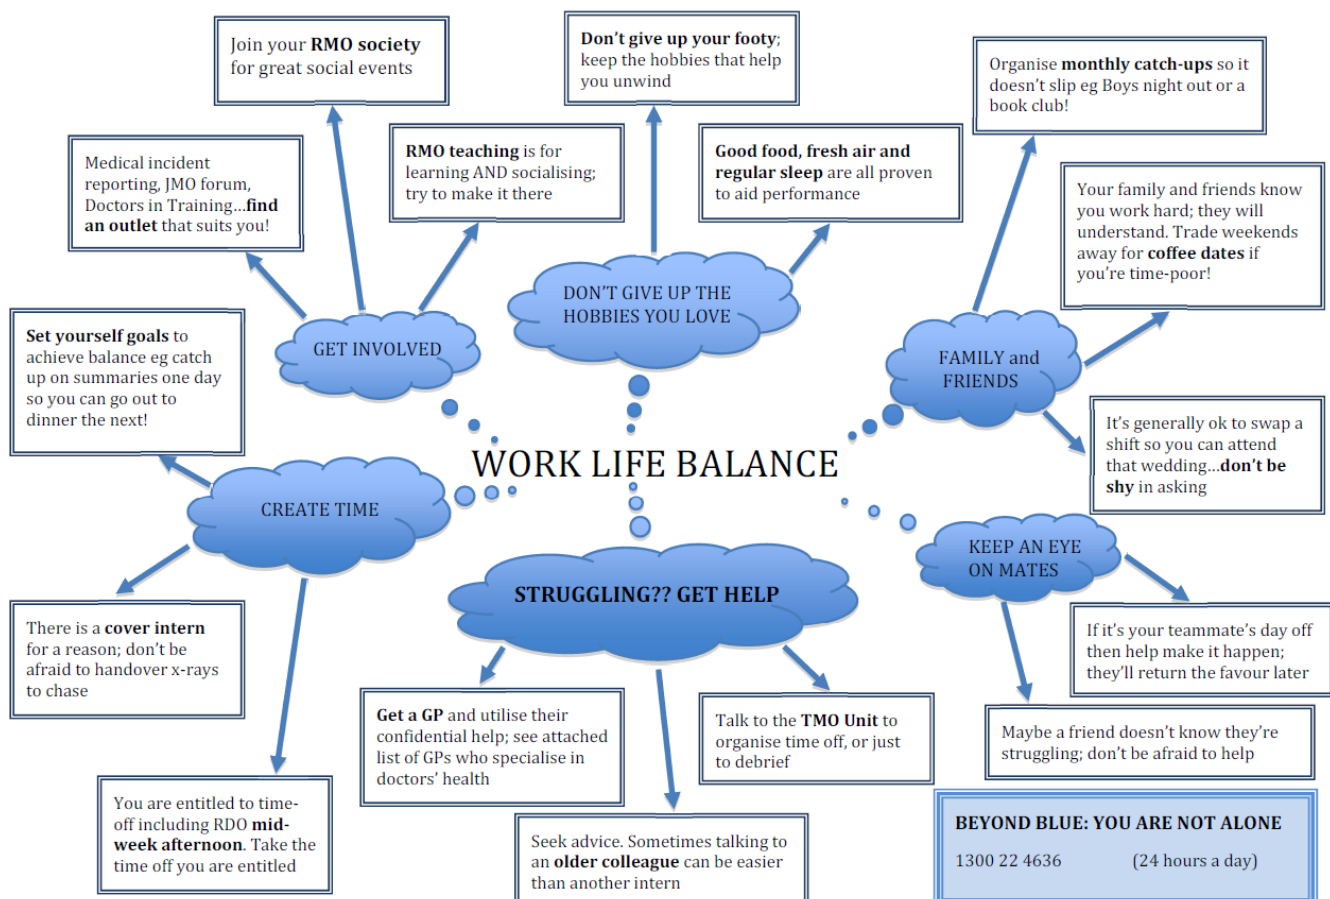 Join your RMO society
for great social events
Don't give up your footy;
keep the hobbies that help
you unwind
Organise monthly catch-ups so it
doesn't slip eg Boys night out or a
book club!
Medical incident
reporting, JMO forum,
Doctors in Training…find
an outlet that suits you!
RMO teaching is for
learning AND socialising;
try to make it there
Good food, fresh air and
regular sleep are all proven
to aid performance
Your family and friends know
you work hard; they will
understand. Trade weekends
away for coffee dates if
you're time-poor!
Set yourself goals to
achieve balance eg catch
up on summaries one day
so you can go out to
dinner the next!
GET INVOLVED
DON'T GIVE UP THE
HOBBIES YOU LOVE
FAMILY and
FRIENDS
It's generally ok to swap a
shift so you can attend
that wedding…don't be
shy in asking
WORK LIFE BALANCE
CREATE TIME
STRUGGLING?? GET HELP
KEEP AN EYE
ON MATES
There is a cover intern
for a reason; don't be
afraid to handover x-rays
to chase
If it's your teammate's day off
then help make it happen;
they'll return the favour later
Get a GP and utilise their
confidential help; see attached
list of GPs who specialise in
doctors' health
Talk to the TMO Unit to
organise time off, or just
to debrief
Maybe a friend doesn't know they're
struggling; don't be afraid to help
You are entitled to time-
off including RDO mid-
week afternoon. Take the
time off you are entitled
Seek advice. Sometimes talking to
an older colleague can be easier
than another intern
BEYOND BLUE: YOU ARE NOT ALONE
1300 22 4636 (24 hours a day)